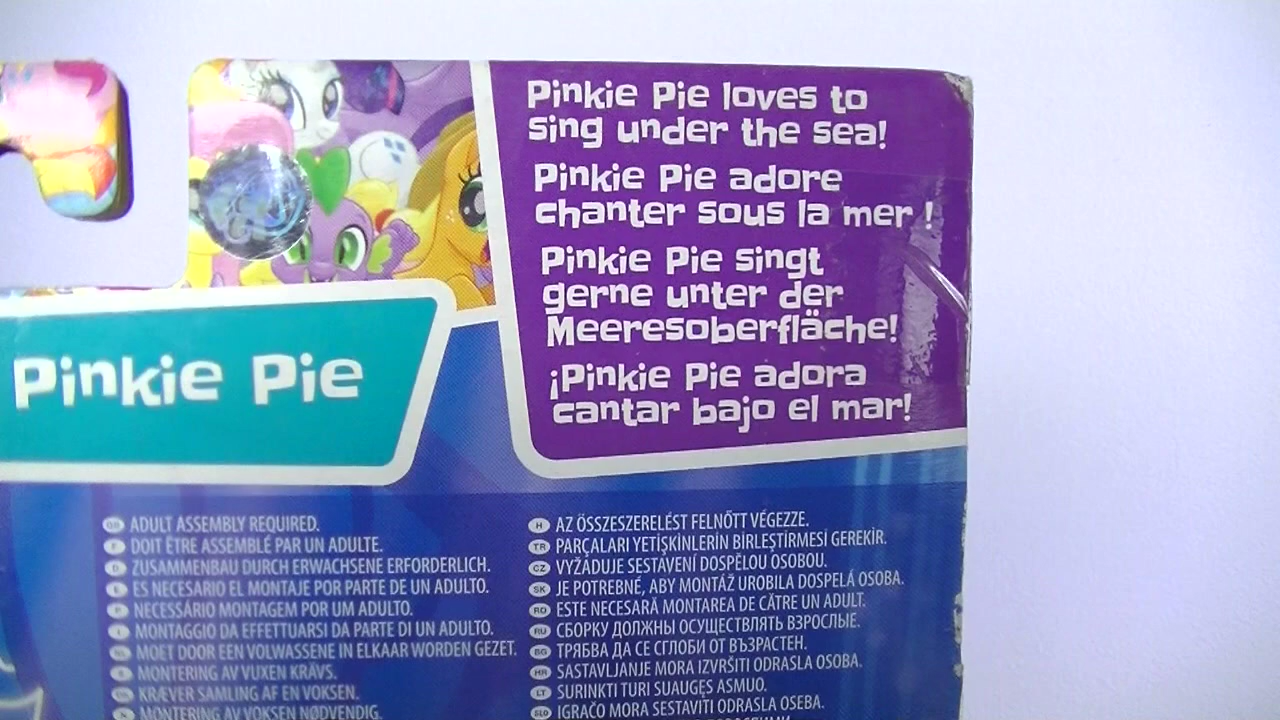 Pinkie Pie loves to
sing under the sea!
Pinkie Pie adore
chanter sous la mer !
Pinkie Pie singt
gerne unter der
Meeresoberfläche!
¡Pinkie Pie adora
cantar bajo el mar!
Pinkie Pie
ADULT ASSEMBLY REQUIRED.
F DOIT ÊTRE ASSEMBLÉ PAR UN ADULTE.
D ZUSAMMENBAU DURCH ERWACHSENE ERFORDERLICH.
E ES NECESARIO EL MONTAJE POR PARTE DE UN ADULTO.
P NECESSÁRIO MONTAGEM POR UM ADULTO.
I MONTAGGIO DA EFFETTUARSI DA PARTE DI UN ADULTO.
MOET DOOR EEN VOLWASSENE IN ELKAAR WORDEN GEZET.
S MONTERING AV VUXEN KRÄVS.
KRÆVER SAMLING AF EN VOKSEN.
N MONTERING AV VOKSEN NØDVENDIG.
H AZ ÖSSZESZERELÉST FELNŐTT VÉGEZZE.
TR PARÇALARI YETİŞKİNLERİN BİRLEŞTİRMESİ GEREKİR.
CZ VYŽADUJE SESTAVENÍ DOSPĚLOU OSOBOU.
SK JE POTREBNÉ, ABY MONTÁŽ UROBILA DOSPELÁ OSOBA.
RO ESTE NECESARĂ MONTAREA DE CĂTRE UN ADULT.
RU СБОРКУ ДОЛЖНЫ ОСУЩЕСТВЛЯТЬ ВЗРОСЛЫЕ.
BG ТРЯБВА ДА СЕ СГЛОБИ ОТ ВЪЗРАСТЕН.
HR SASTAVLJANJE MORA IZVRŠITI ODRASLA OSOBA.
LT SURINKTI TURI SUAUGĘS ASMUO.
SLO IGRAČO MORA SESTAVITI ODRASLA OSEBA.